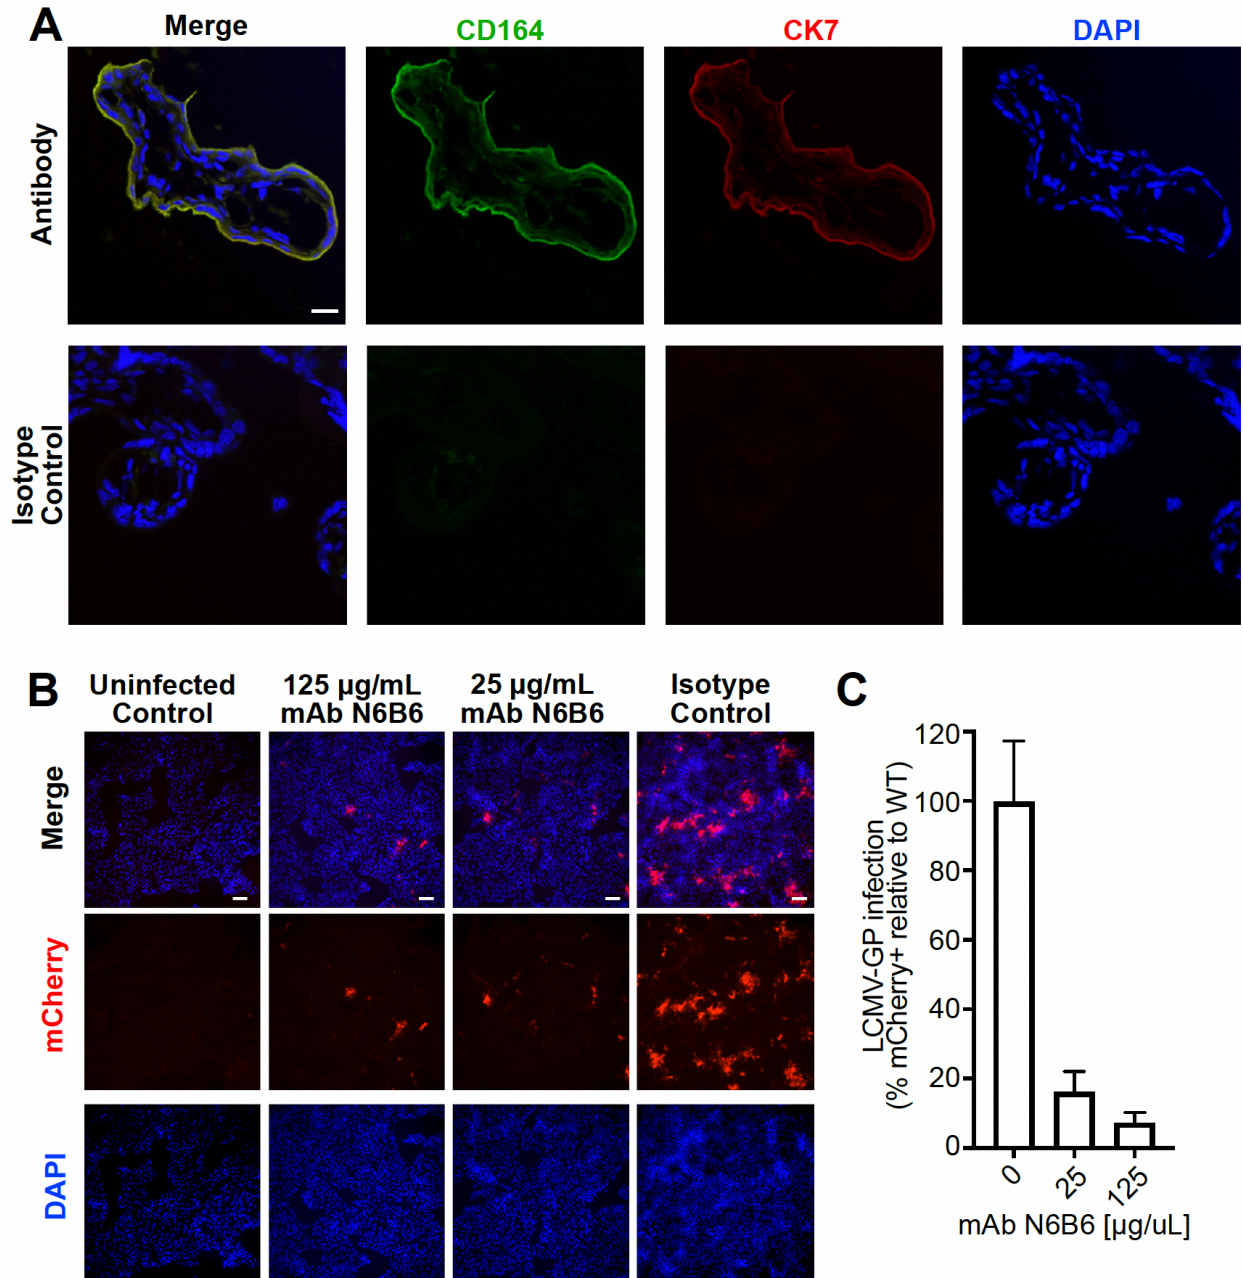 A
Merge
CD164
CK7
DAPI
Antibody
Isotype
Control
B
Uninfected
Control
125 µg/mL
mAb N6B6
25 µg/mL
mAb N6B6
Isotype
Control
Merge
mCherry
DAPI
C
LCMV-GP infection
(% mCherry+ relative to WT)
120
100
80
60
40
20
0
0
25
125
mAb N6B6 [µg/uL]